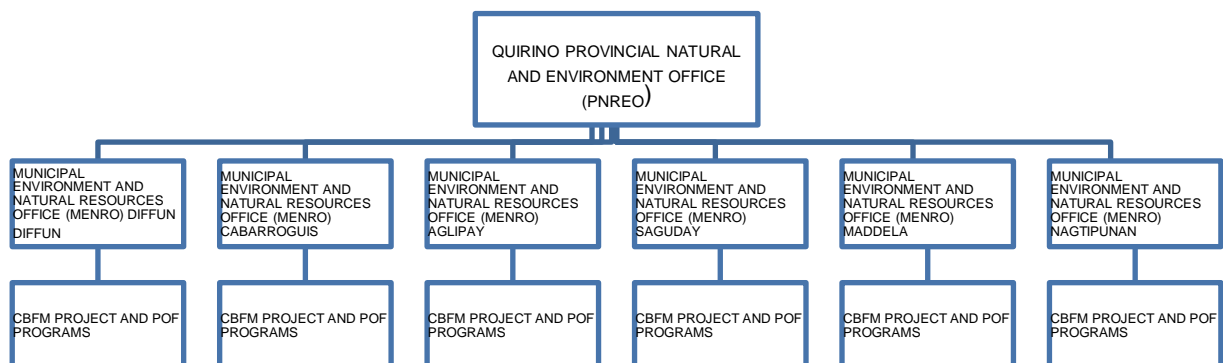 QUIRINO PROVINCIAL NATURAL
AND ENVIRONMENT OFFICE
(PNREO)
MUNICIPAL
ENVIRONMENT AND
NATURAL RESOURCES
OFFICE (MENRO) DIFFUN
DIFFUN
MUNICIPAL
ENVIRONMENT AND
NATURAL RESOURCES
OFFICE (MENRO)
CABARROGUIS
MUNICIPAL
ENVIRONMENT AND
NATURAL RESOURCES
OFFICE (MENRO)
AGLIPAY
MUNICIPAL
ENVIRONMENT AND
NATURAL RESOURCES
OFFICE (MENRO)
SAGUDAY
MUNICIPAL
ENVIRONMENT AND
NATURAL RESOURCES
OFFICE (MENRO)
MADDELA
MUNICIPAL
ENVIRONMENT AND
NATURAL RESOURCES
OFFICE (MENRO)
NAGTIPUNAN
CBFM PROJECT AND POF
PROGRAMS
CBFM PROJECT AND POF
PROGRAMS
CBFM PROJECT AND POF
PROGRAMS
CBFM PROJECT AND POF
PROGRAMS
CBFM PROJECT AND POF
PROGRAMS
CBFM PROJECT AND POF
PROGRAMS